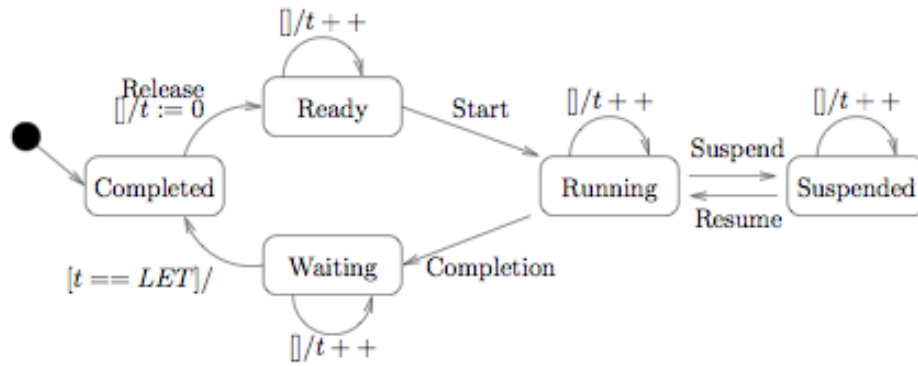 []/t + +
Release
[]/t := 0
Ready
Start
[]/t + +
[]/t + +
Completed
Running
Suspend
Resume
Suspended
[t == LET]/
Waiting
Completion
[]/t + +